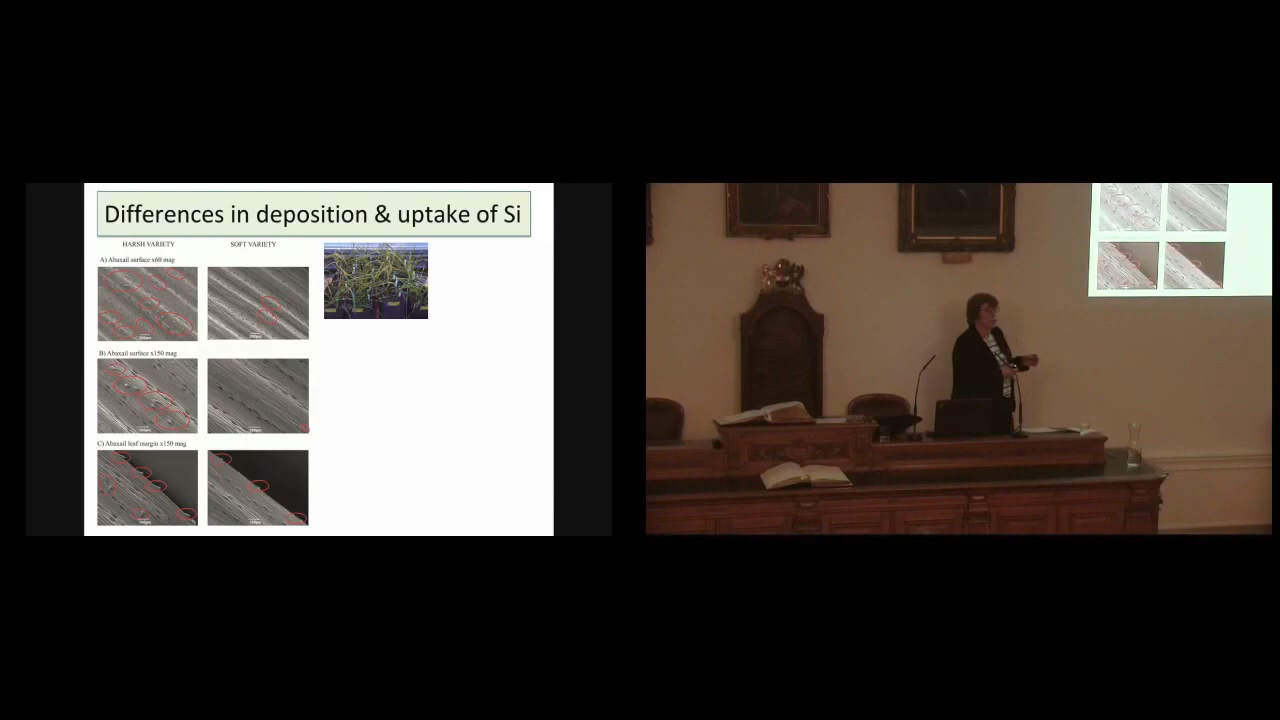 Differences in deposition & uptake of Si
HARSH VARIETY
SOFT VARIETY
A) Abaxail surface x60 mag
B) Abaxail surface x150 mag
C) Abaxail leaf margin x150 mag